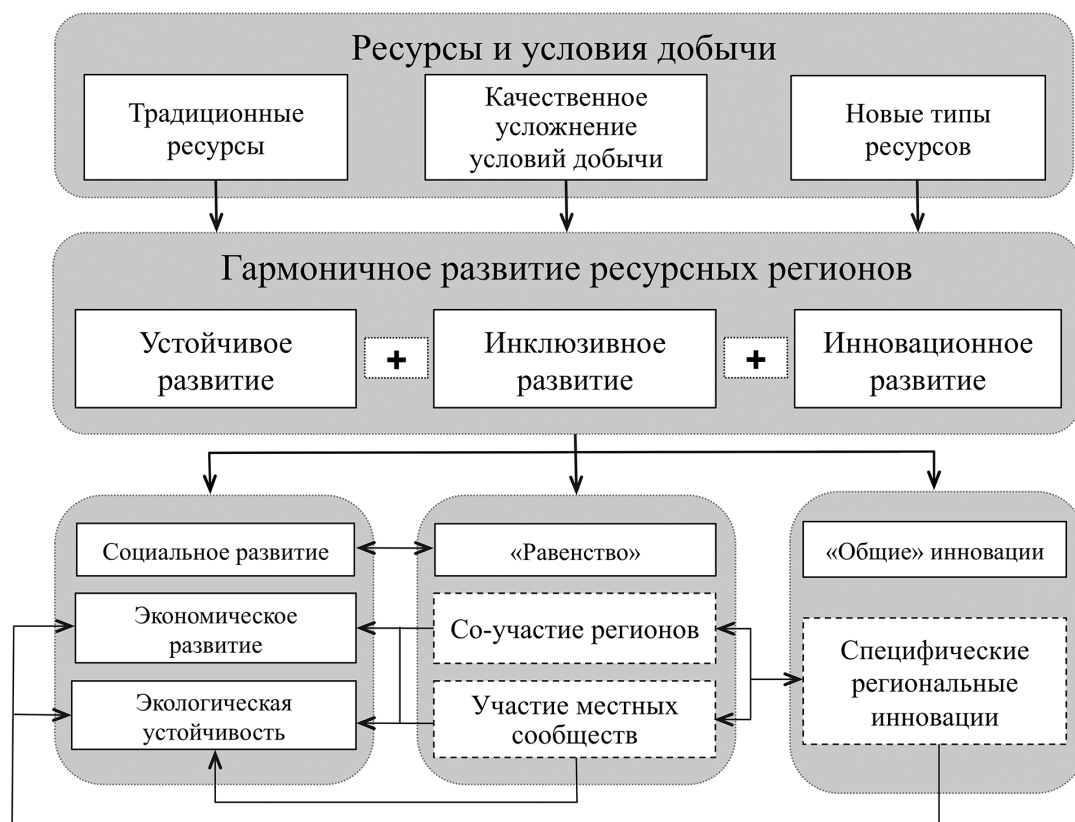 Ресурсы и условия добычи
Традиционные
ресурсы
Качественное
усложнение
условий добычи
Новые типы
ресурсов
Гармоничное развитие ресурсных регионов
Устойчивое
развитие
+
Инклюзивное
развитие
+
Инновационное
развитие
Социальное развитие
Экономическое
развитие
Экологическая
устойчивость
«Равенство»
Со-участие регионов
Участие местных
сообществ
«Общие» инновации
Специфические
региональные
инновации